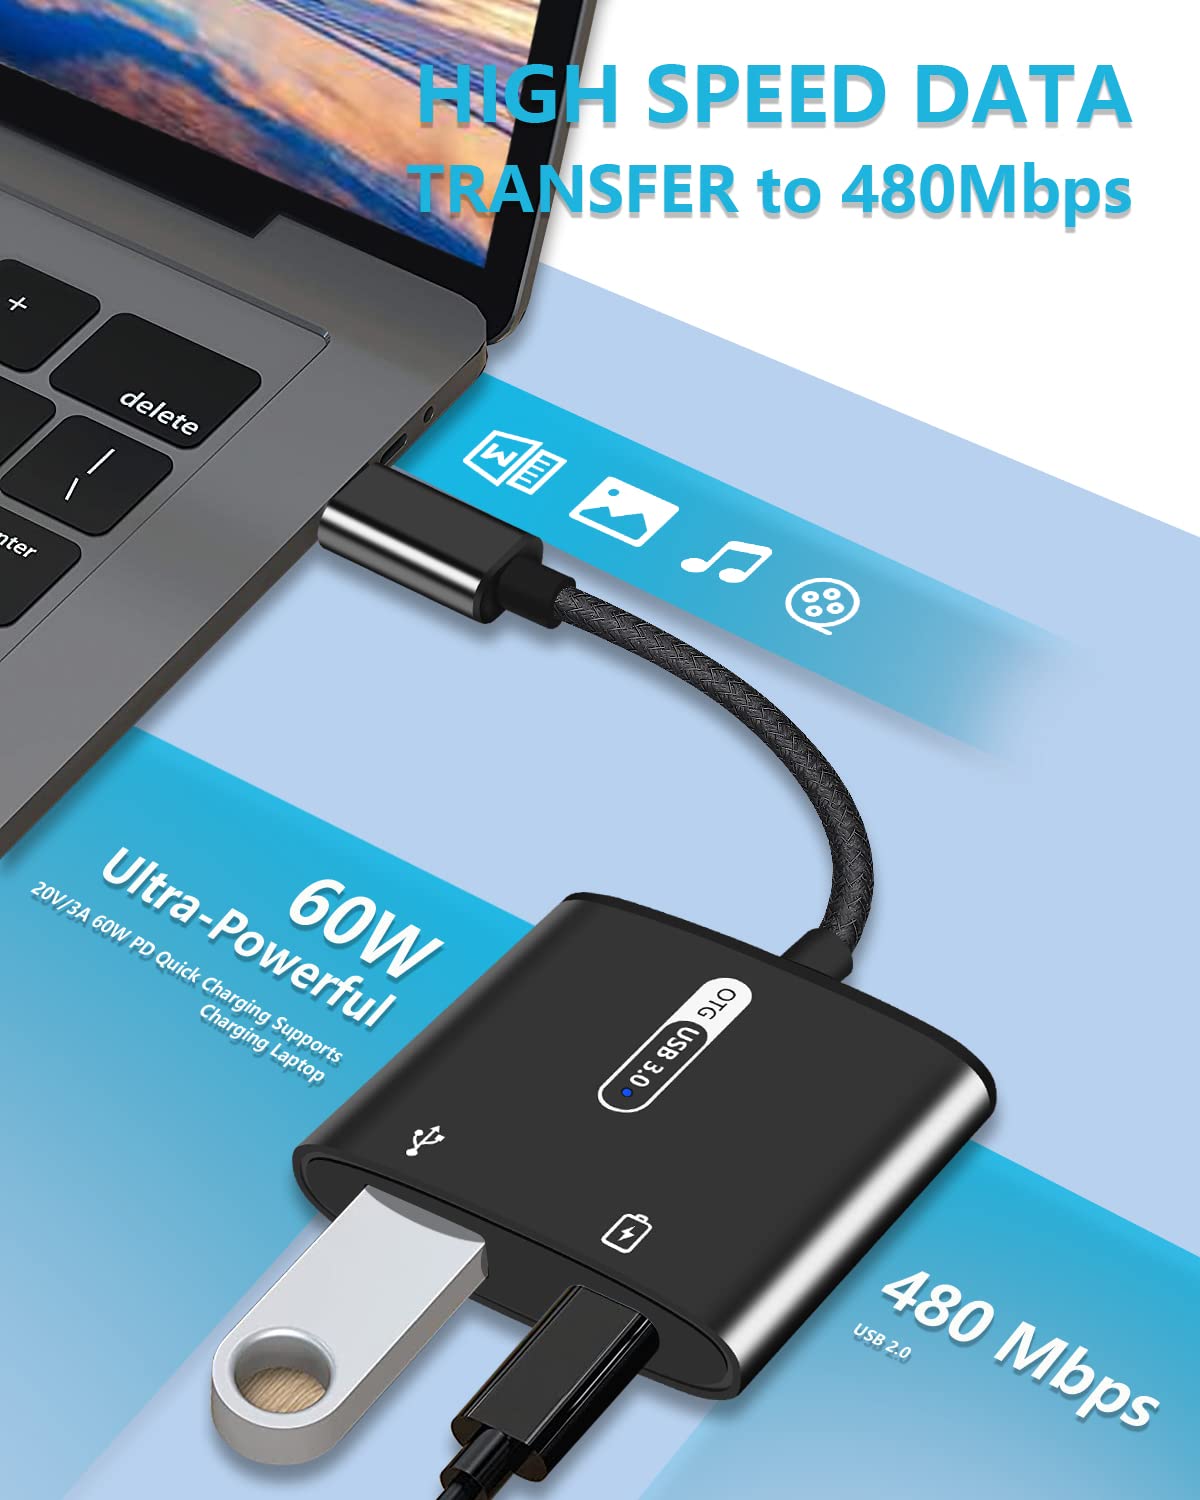 HIGH SPEED DATA
TRANSFER to 480Mbps
+
delete
|
\
nter
60W
Ultra-Powerful
20V/3A 60W PD Quick Charging Supports
Charging Laptop
OTG
USB 3.0
480 Mbps
USB 2.0